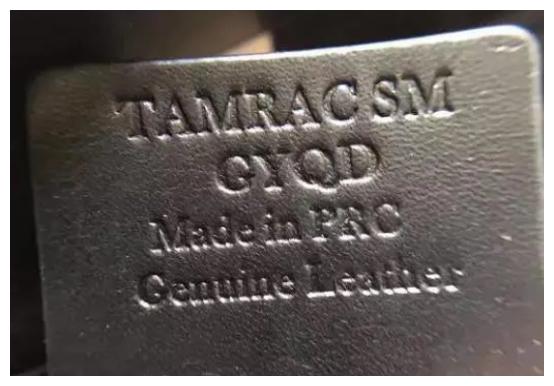 TAMRAC SM
GYQD
Made in PRC
Genuine Leather